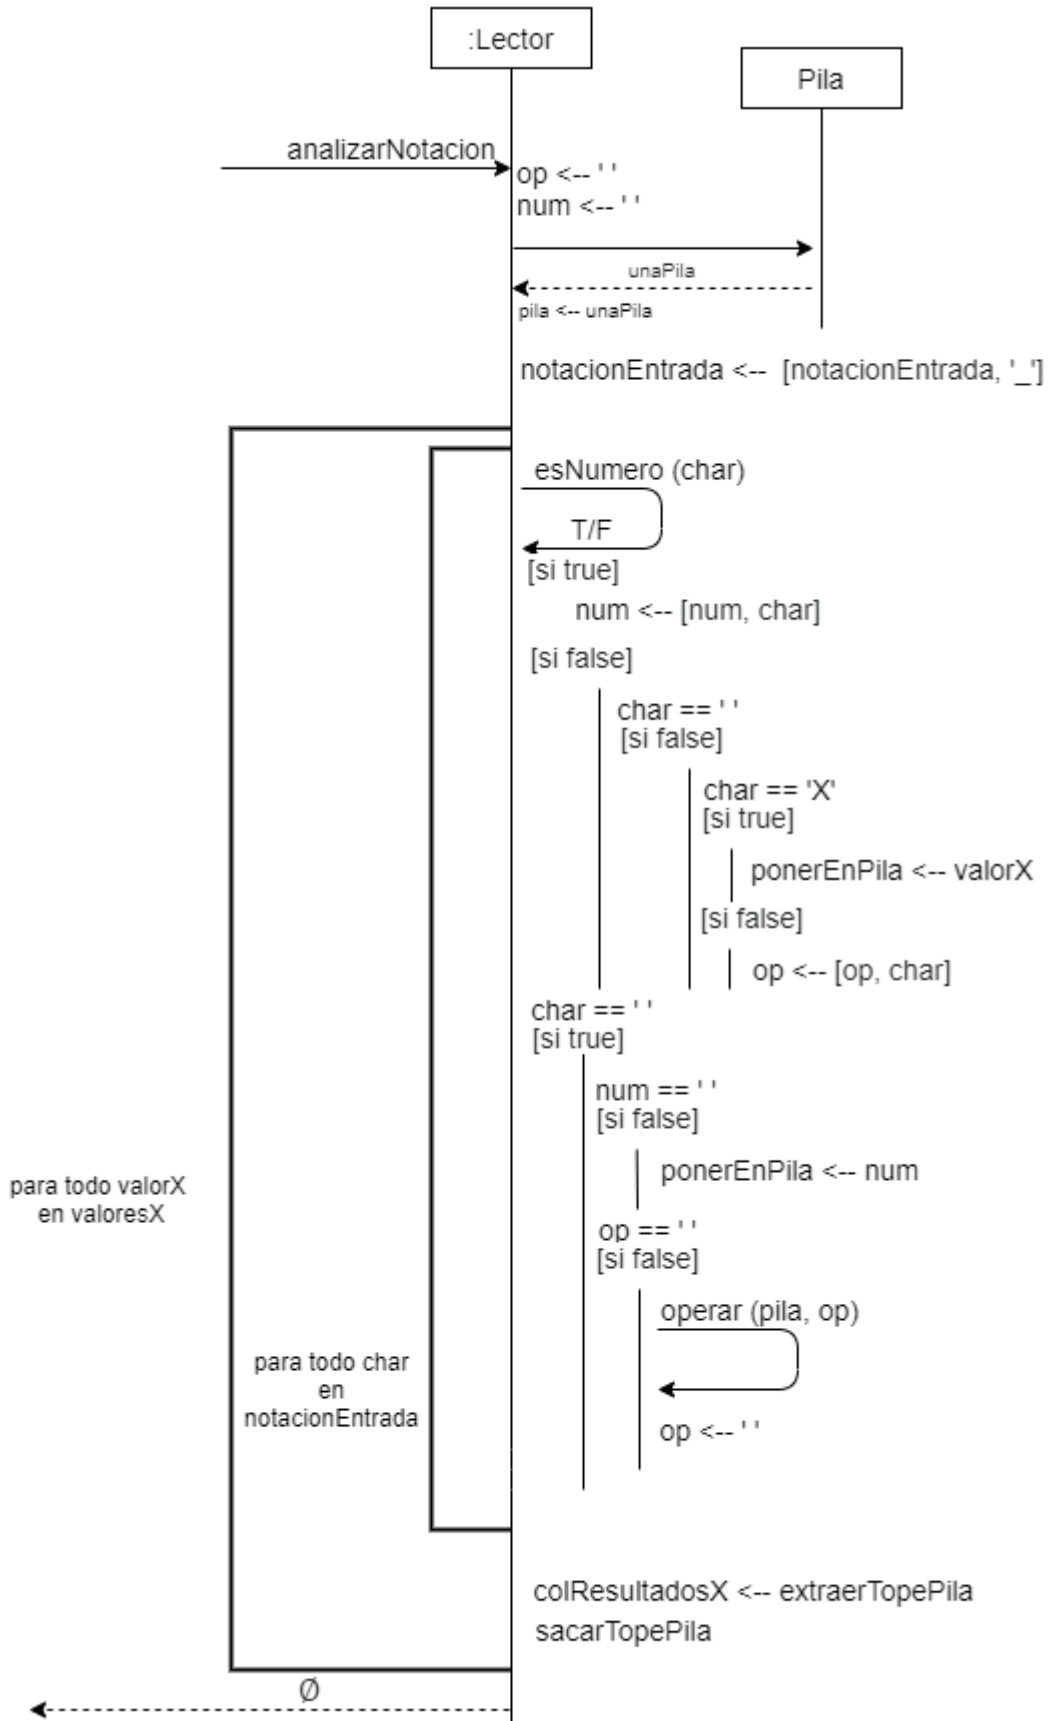 :Lector
Pila
analizarNotacion
op <-- ' '
num <-- ' '
unaPila
pila <-- unaPila
notacionEntrada <-- [notacionEntrada, '_']
esNumero (char)
T/F
[si true]
num <-- [num, char]
[si false]
char == ' '
[si false]
char == 'X'
[si true]
ponerEnPila <-- valorX
[si false]
op <-- [op, char]
char == ' '
[si true]
num == ' '
[si false]
ponerEnPila <-- num
op == ' '
[si false]
operar (pila, op)
op <-- ' '
para todo valorX
en valoresX
para todo char
en
notacionEntrada
colResultadosX <-- extraerTopePila
sacarTopePila
Ø